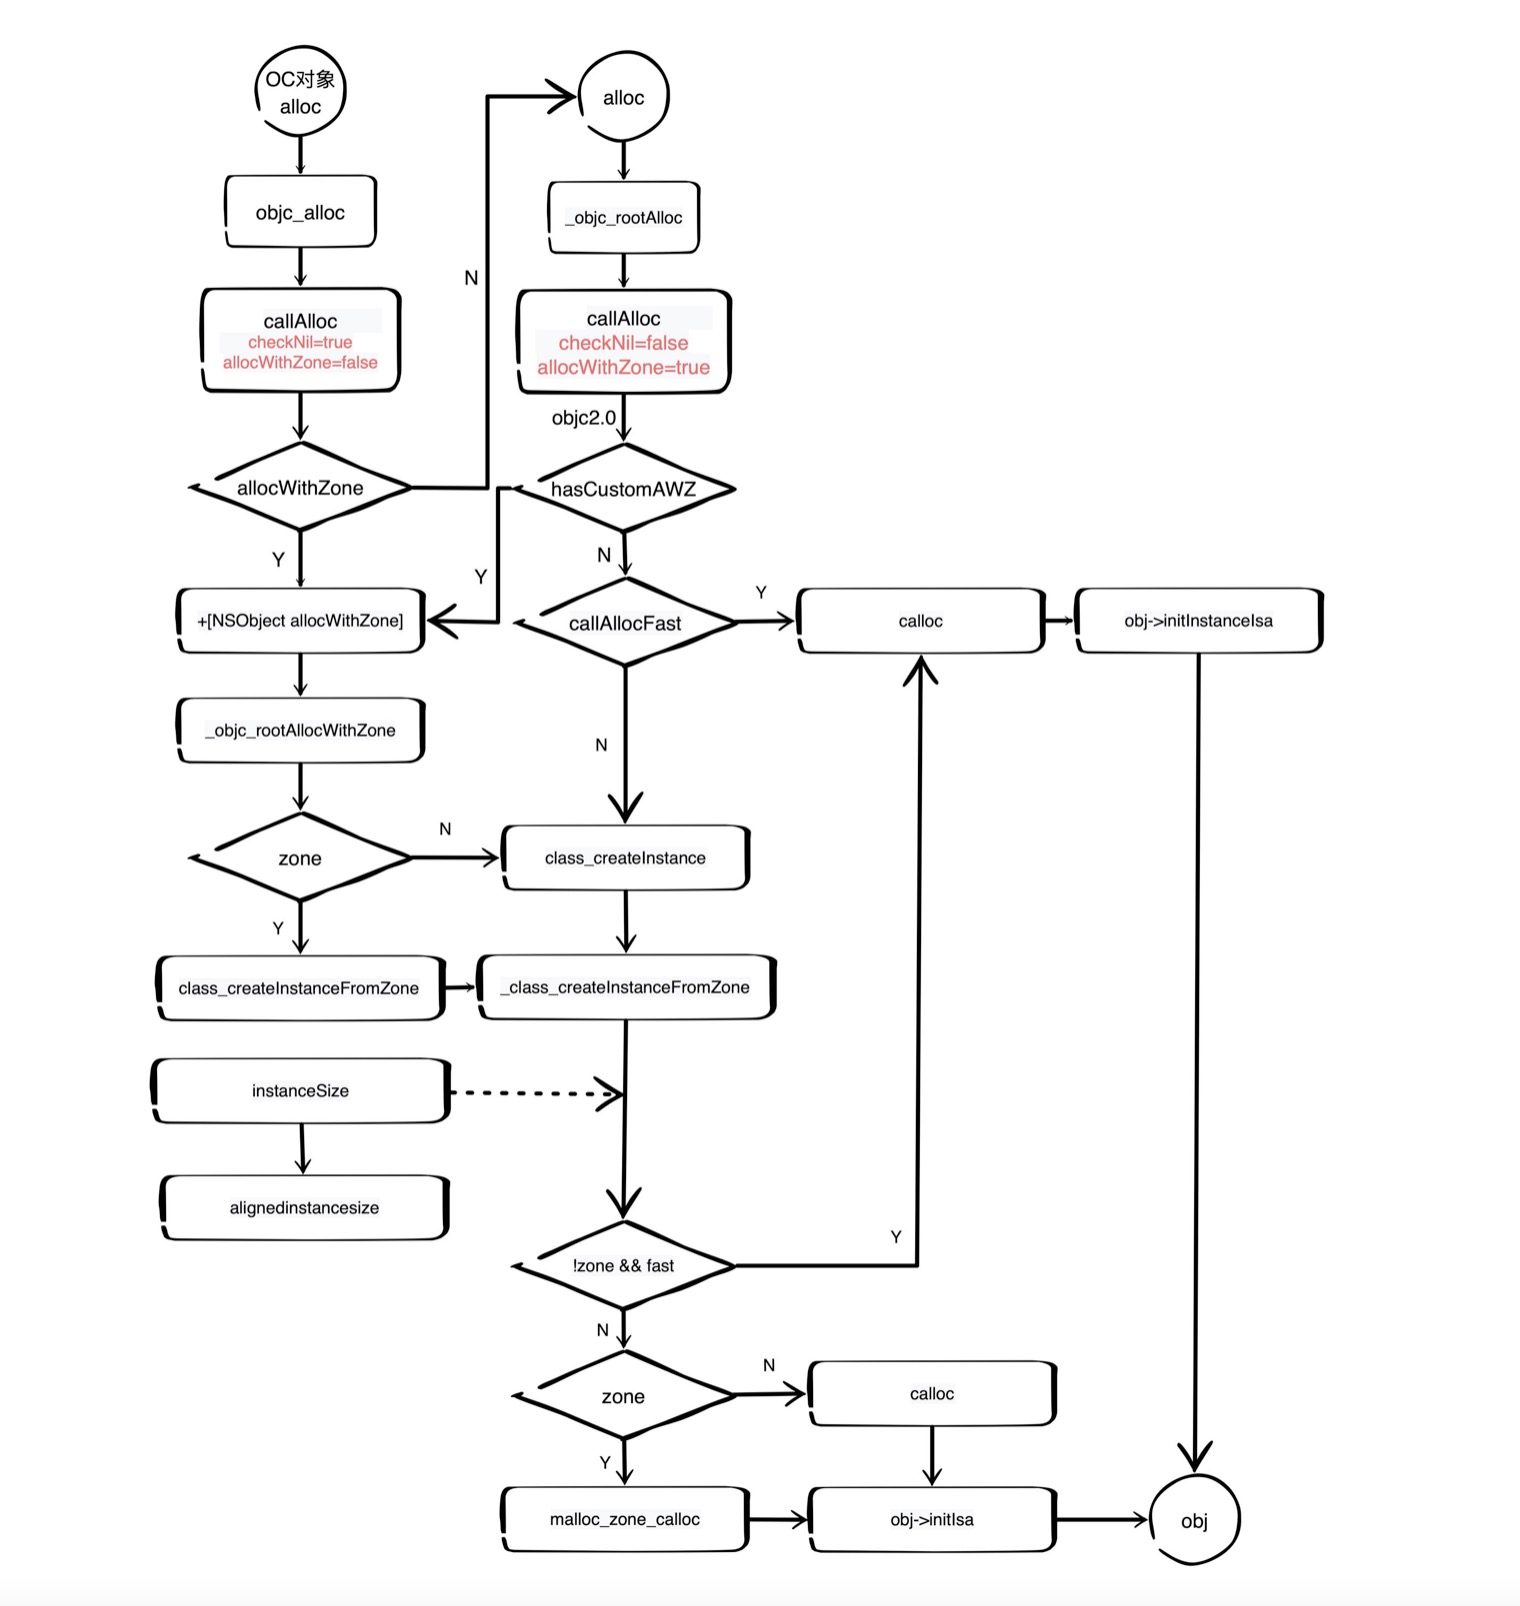 OC对象
alloc
objc_alloc
callAlloc
checkNil=true
allocWithZone=false
allocWithZone
N
Y
alloc
_objc_rootAlloc
callAlloc
checkNil=false
allocWithZone=true
objc2.0
hasCustomAWZ
Y
N
+[NSObject allocWithZone]
callAllocFast
Y
calloc
obj->initInstanceIsa
_objc_rootAllocWithZone
N
zone
N
class_createInstance
Y
class_createInstanceFromZone
_class_createInstanceFromZone
instanceSize
alignedinstancesize
!zone && fast
Y
N
zone
N
calloc
Y
malloc_zone_calloc
obj->initIsa
obj